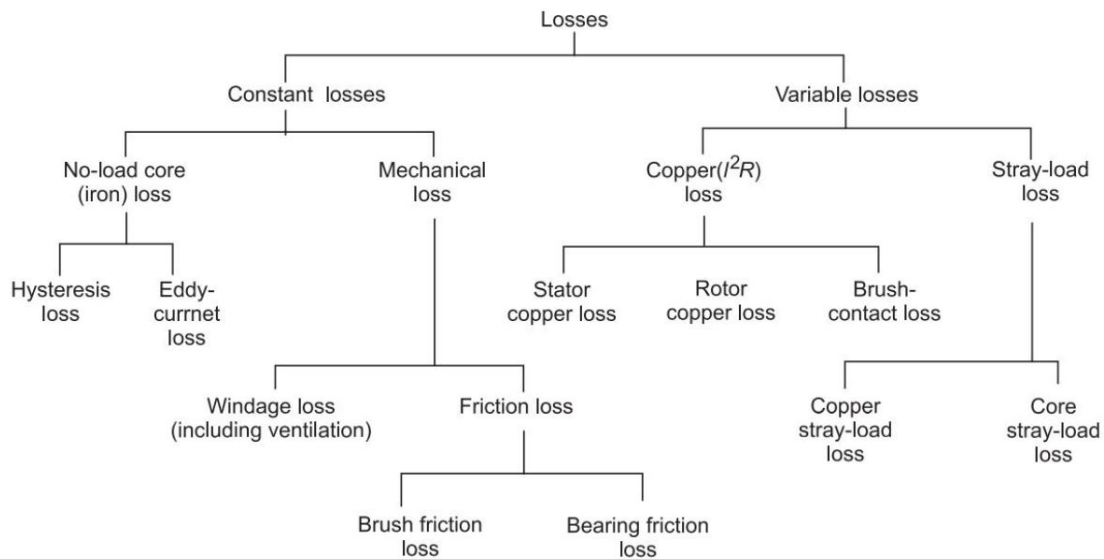 Losses
Constant losses
Variable losses
No-load core
(iron) loss
Mechanical
loss
Copper(I²R)
loss
Stray-load
loss
Hysteresis
loss
Eddy-
currnet
loss
Stator
copper loss
Rotor
copper loss
Brush-
contact loss
Windage loss
(including ventilation)
Friction loss
Copper
stray-load
loss
Core
stray-load
loss
Brush friction
loss
Bearing friction
loss